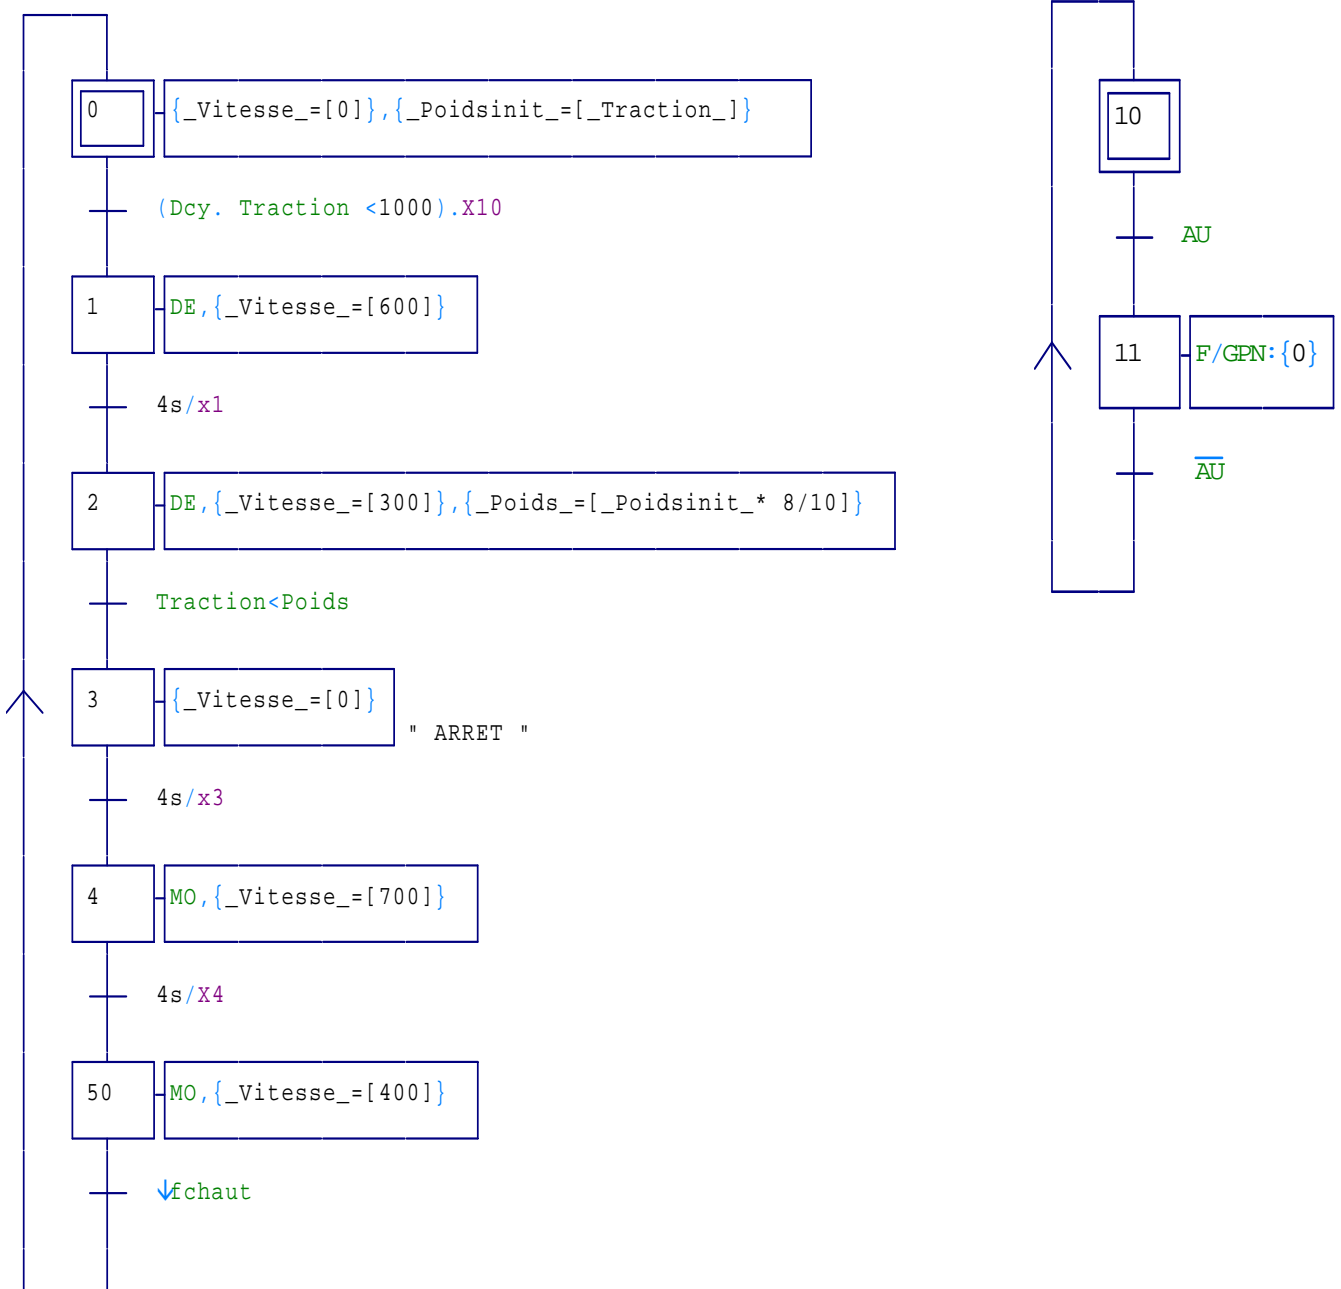 0
{_Vitesse_=[0]},{_Poidsinit_=[_Traction_]}
(Dcy. Traction <1000).X10
1
DE,{_Vitesse_=[600]}
4s/x1
2
DE,{_Vitesse_=[300]},{_Poids_=[_Poidsinit_* 8/10]}
Traction<Poids
3
{_Vitesse_=[0]}
" ARRET "
4s/x3
4
MO,{_Vitesse_=[700]}
4s/X4
50
MO,{_Vitesse_=[400]}
↓fchaut
10
AU
11
F/GPN:{0}
A̅U̅